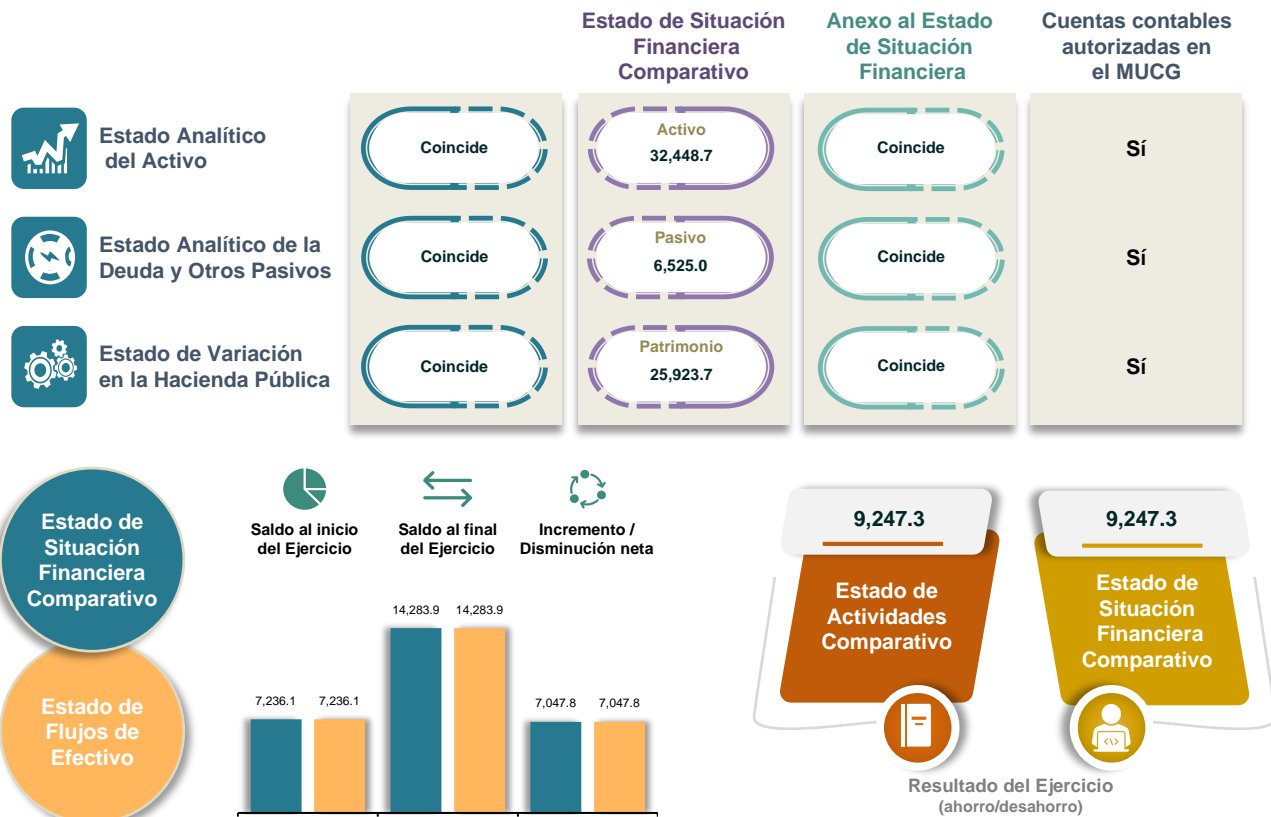 Estado de Situación
Financiera
Comparativo
Anexo al Estado
de Situación
Financiera
Cuentas contables
autorizadas en
el MUCG
Estado Analítico
del Activo
Coincide
Activo
32,448.7
Coincide
Sí
Estado Analítico de la
Deuda y Otros Pasivos
Coincide
Pasivo
6,525.0
Coincide
Sí
Estado de Variación
en la Hacienda Pública
Coincide
Patrimonio
25,923.7
Coincide
Sí
Estado de
Situación
Financiera
Comparativo
Estado de
Flujos de
Efectivo
Saldo al inicio
del Ejercicio
Saldo al final
del Ejercicio
Incremento /
Disminución neta
7,236.1
7,236.1
14,283.9
14,283.9
7,047.8
7,047.8
9,247.3
Estado de
Actividades
Comparativo
9,247.3
Estado de
Situación
Financiera
Comparativo
Resultado del Ejercicio
(ahorro/desahorro)